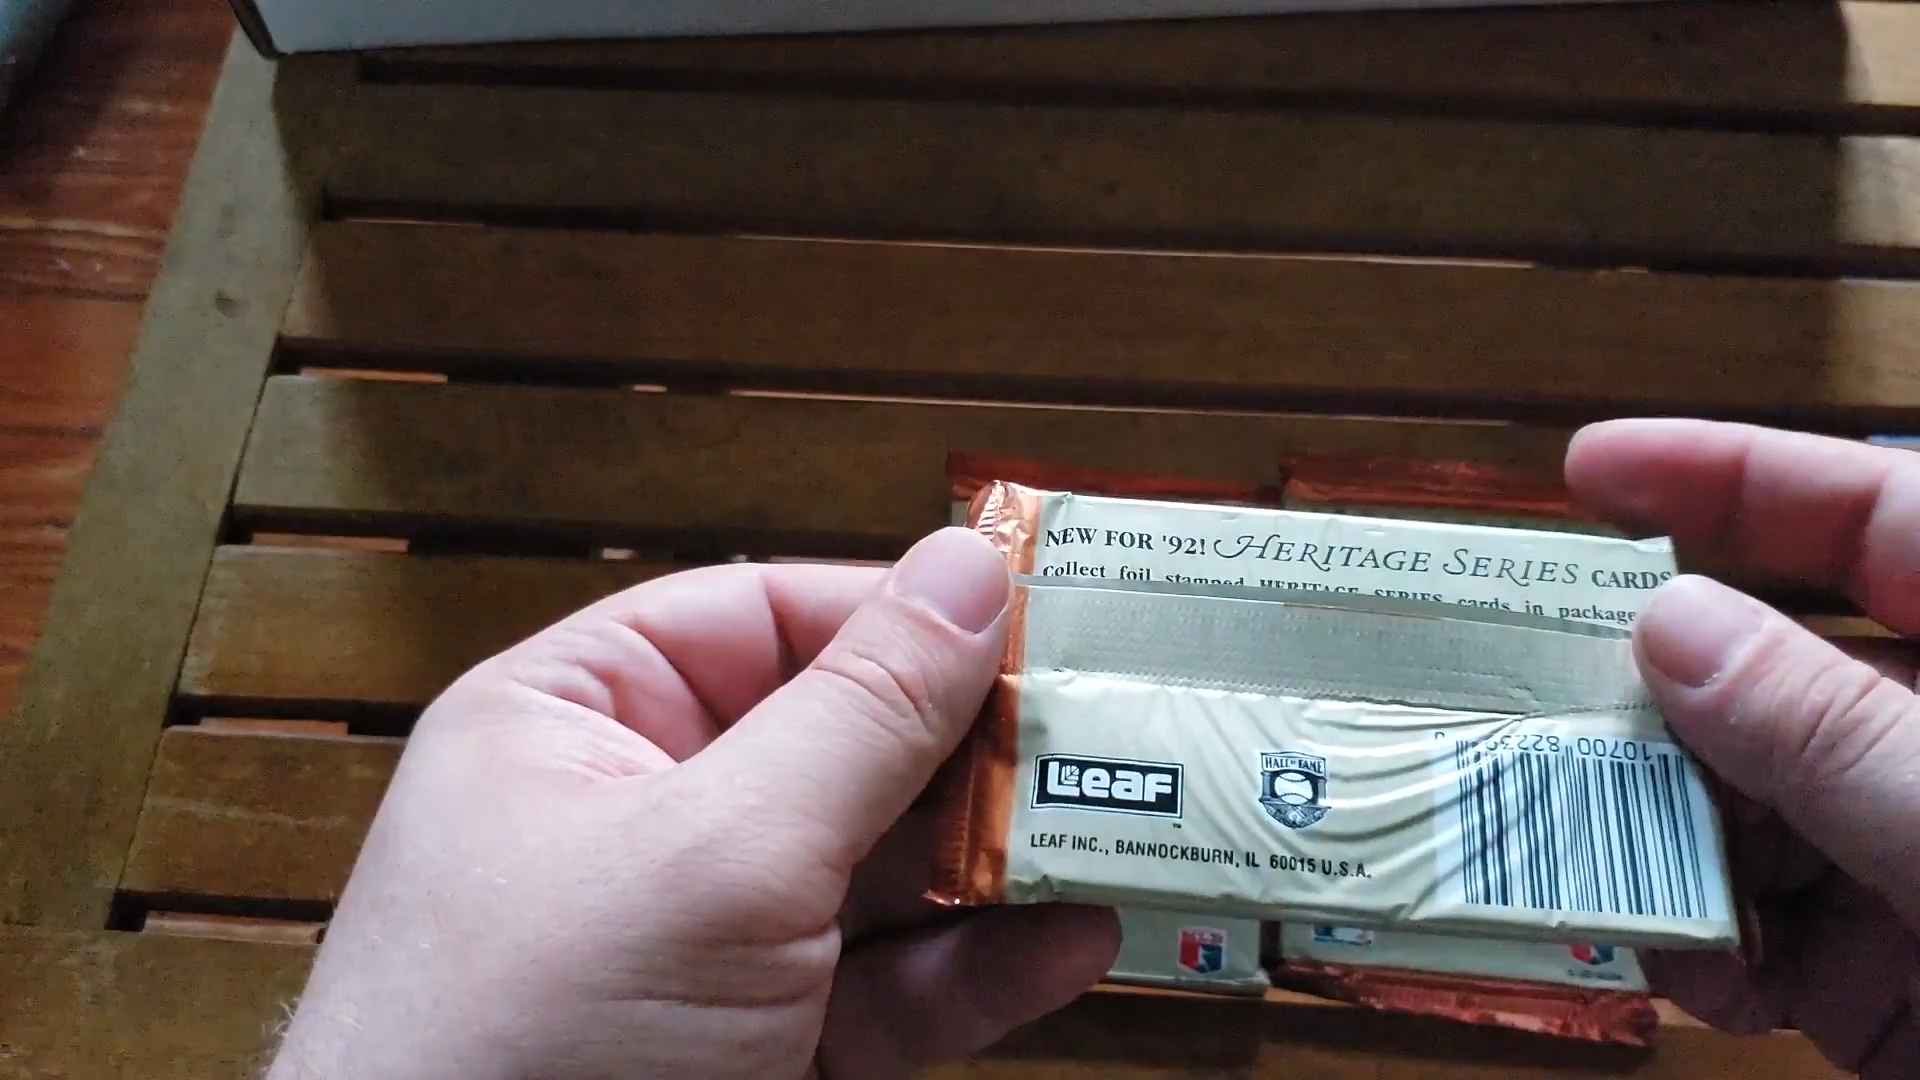 NEW FOR '92! HERITAGE SERIES CARDS
Collect foil stamped HERITAGE SERIES cards in package
Leaf
HALL OF FAME
LEAF INC., BANNOCKBURN, IL 60015 U.S.A.
10700